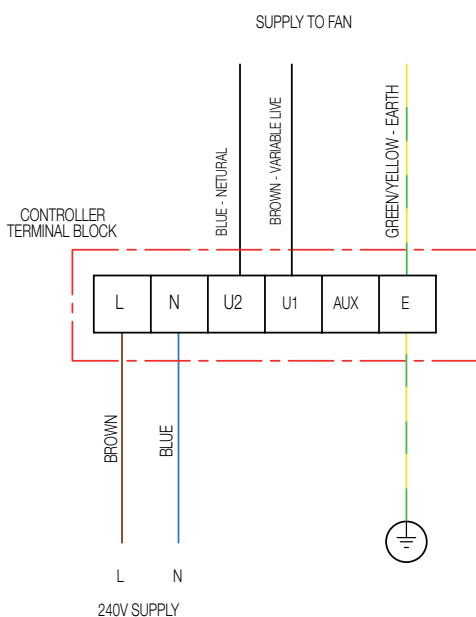 SUPPLY TO FAN
BLUE - NETURAL
BROWN - VARIABLE LIVE
GREEN/YELLOW - EARTH
CONTROLLER
TERMINAL BLOCK
L N U2 U1 AUX E
BROWN
BLUE
L N
240V SUPPLY